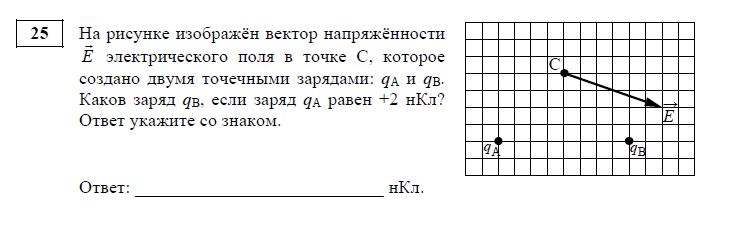 25
На рисунке изображён вектор напряжённости
E электрического поля в точке С, которое
создано двумя точечными зарядами: qA и qB.
Каков заряд qB, если заряд qA равен +2 нКл?
Ответ укажите со знаком.
Ответ: ______________________________ нКл.
C
E
qA
qB